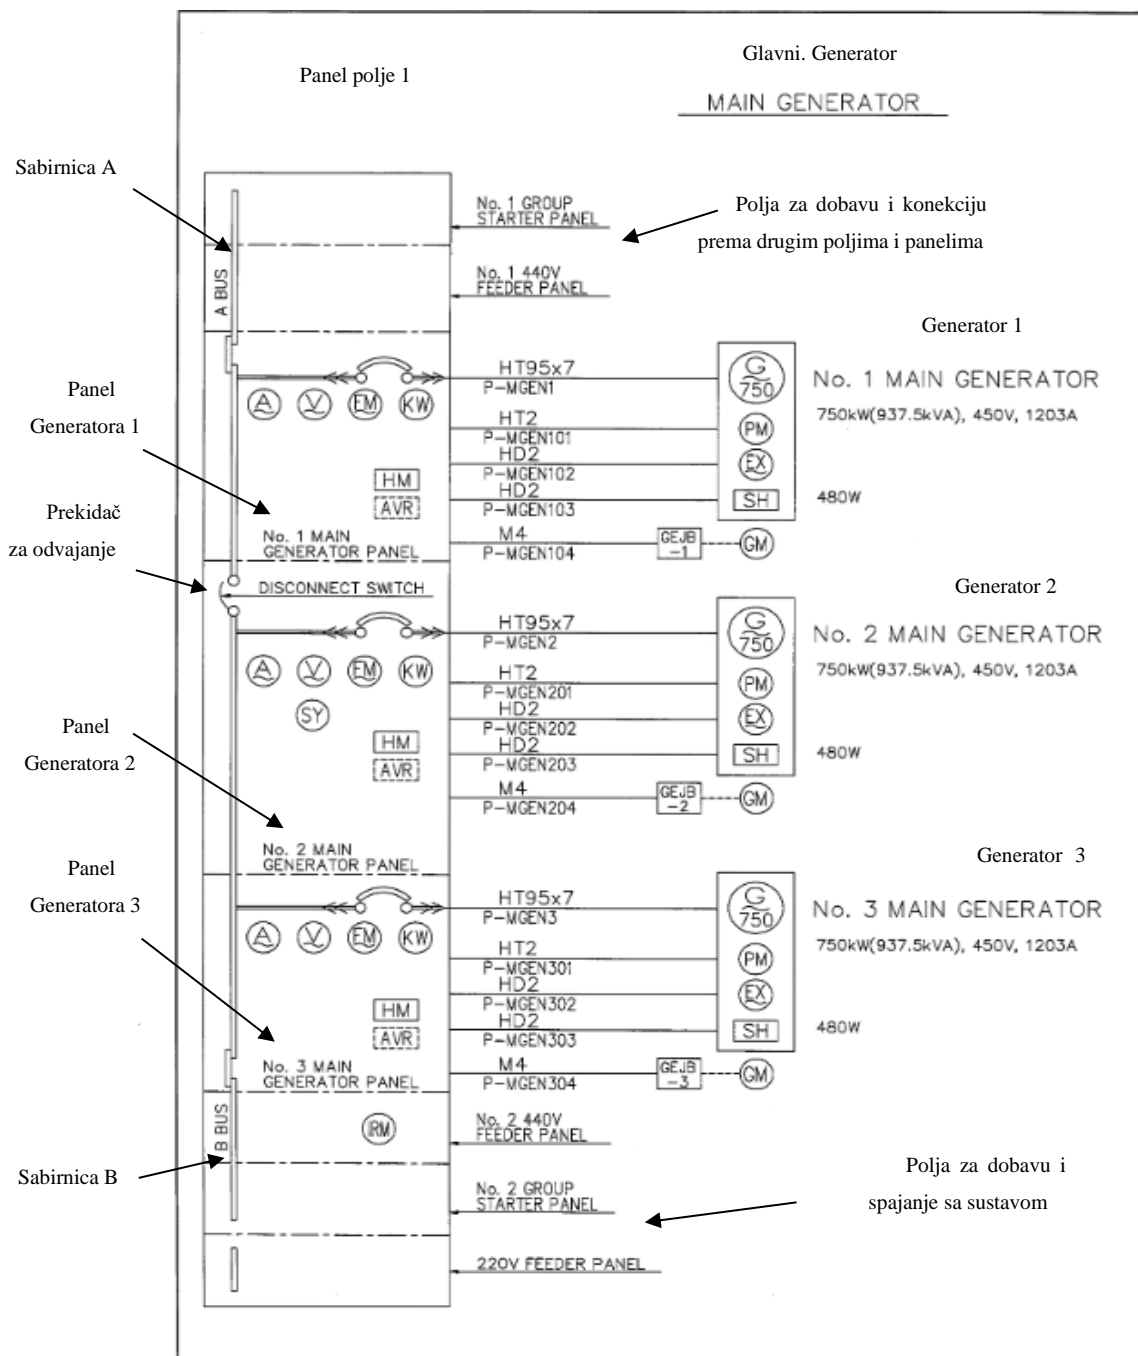 Glavni. Generator
Panel polje 1
MAIN GENERATOR
Sabirnica A
No. 1 GROUP
STARTER PANEL
Polja za dobavu i konekciju
prema drugim poljima i panelima
A BUS
No. 1 440V
FEEDER PANEL
Generator 1
Panel
Generatora 1
HT95x7
P-MGEN1
G
750
No. 1 MAIN GENERATOR
750kW(937.5kVA), 450V, 1203A
A
V
EM
KW
HT2
P-MGEN101
PM
HD2
P-MGEN102
EX
HM
AVR
HD2
P-MGEN103
SH
480W
Prekidač
za odvajanje
No. 1 MAIN
GENERATOR PANEL
M4
P-MGEN104
GEJB
-1
GM
DISCONNECT SWITCH
Generator 2
HT95x7
P-MGEN2
G
750
No. 2 MAIN GENERATOR
750kW(937.5kVA), 450V, 1203A
A
V
EM
KW
SY
HT2
P-MGEN201
PM
HD2
P-MGEN202
EX
Panel
Generatora 2
HM
AVR
HD2
P-MGEN203
SH
480W
M4
P-MGEN204
GEJB
-2
GM
No. 2 MAIN
GENERATOR PANEL
Generator 3
Panel
Generatora 3
HT95x7
P-MGEN3
G
750
No. 3 MAIN GENERATOR
750kW(937.5kVA), 450V, 1203A
A
V
EM
KW
HT2
P-MGEN301
PM
HD2
P-MGEN302
EX
HM
AVR
HD2
P-MGEN303
SH
480W
No. 3 MAIN
GENERATOR PANEL
M4
P-MGEN304
GEJB
-3
GM
B BUS
IRM
No. 2 440V
FEEDER PANEL
Sabirnica B
No. 2 GROUP
STARTER PANEL
Polja za dobavu i
spajanje sa sustavom
220V FEEDER PANEL